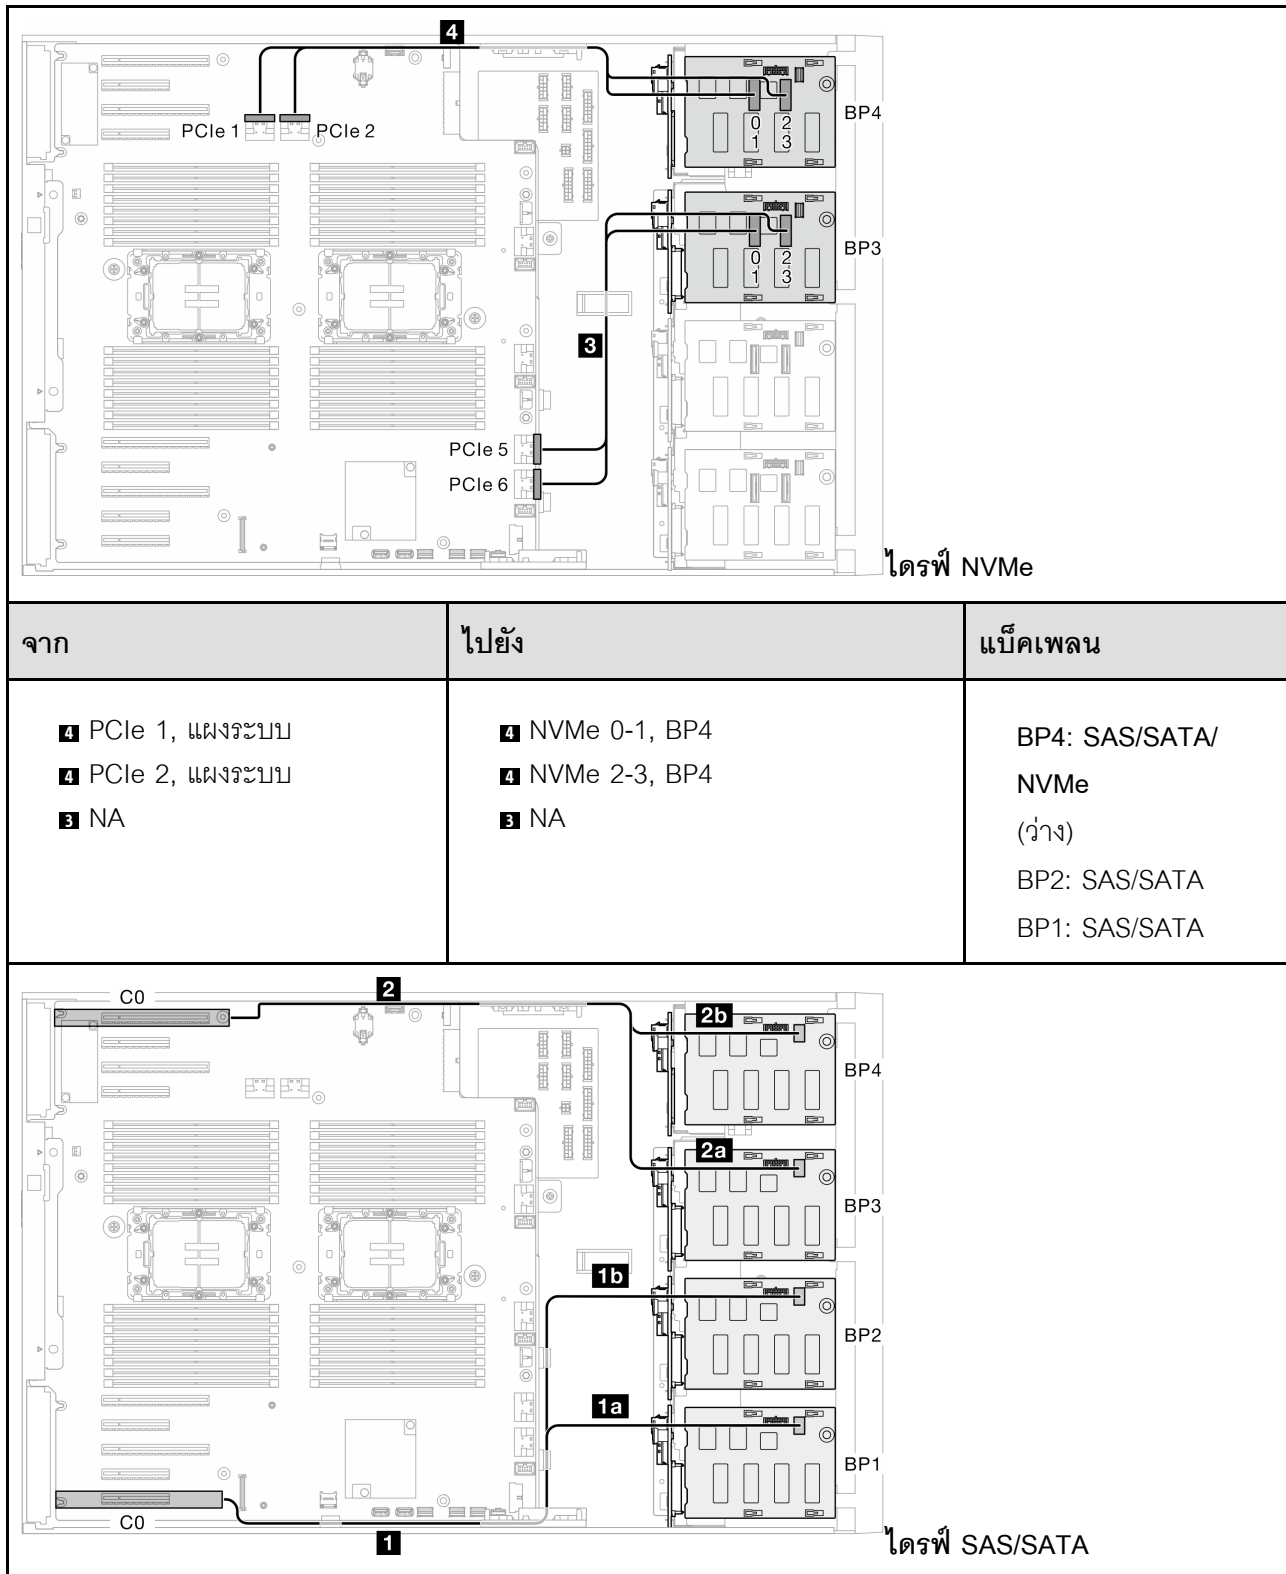 4
PCIe 1
PCIe 2
0
1
2
3
BP4
0
1
2
3
BP3
3
PCIe 5
PCIe 6
ไดรฟ์ NVMe
จาก
ไปยัง
แบ็คเพลน
4 PCIe 1, แผงระบบ
4 PCIe 2, แผงระบบ
3 NA
4 NVMe 0-1, BP4
4 NVMe 2-3, BP4
3 NA
BP4: SAS/SATA/
NVMe
(ว่าง)
BP2: SAS/SATA
BP1: SAS/SATA
C0
2
2b
BP4
2a
BP3
1b
BP2
1a
BP1
C0
1
ไดรฟ์ SAS/SATA